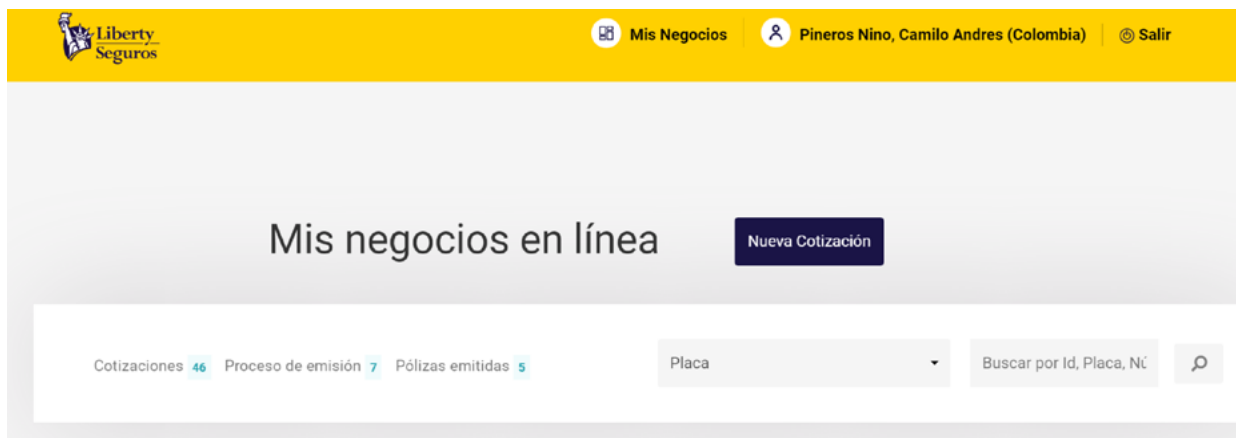 Liberty
Seguros
Mis Negocios
Pineros Nino, Camilo Andres (Colombia)
Salir
Mis negocios en línea
Nueva Cotización
Cotizaciones 46 Proceso de emisión 7 Pólizas emitidas 5
Placa
Buscar por Id, Placa, Nú